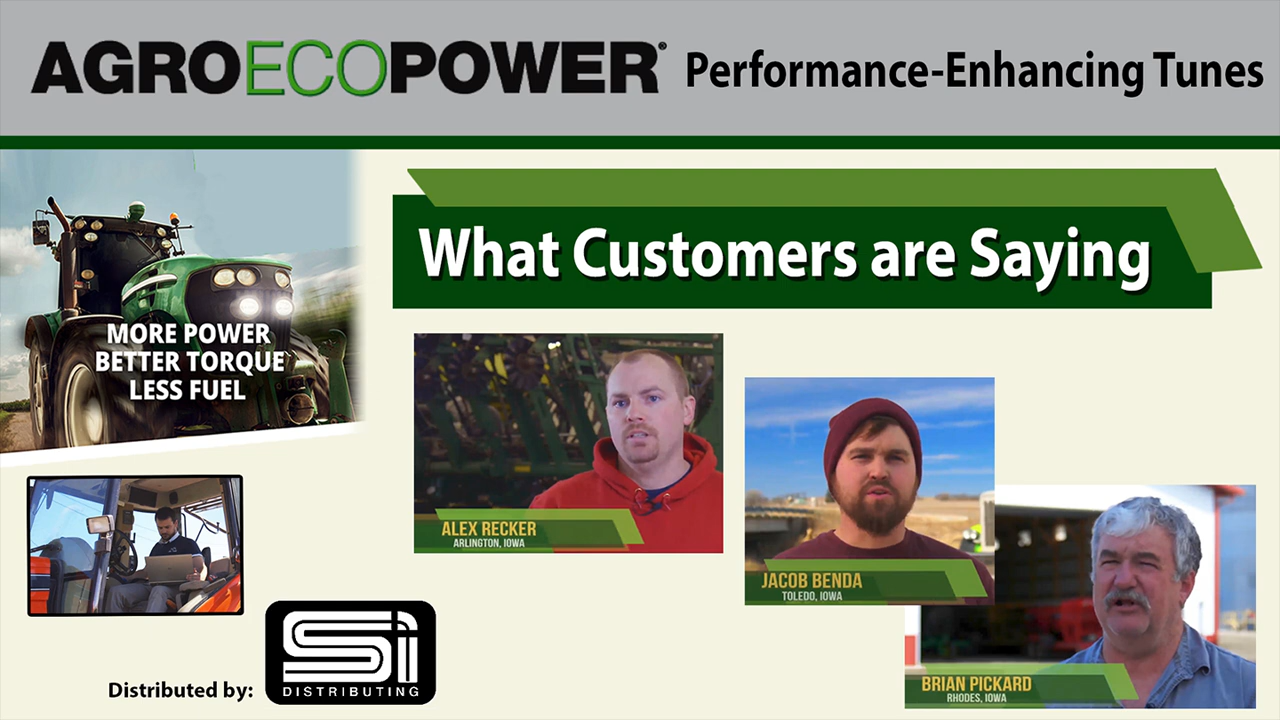 AGROECOPOWER® Performance-Enhancing Tunes
What Customers are Saying
MORE POWER
BETTER TORQUE
LESS FUEL
ALEX RECKER
ARLINGTON, IOWA
JACOB BENDA
TOLEDO, IOWA
BRIAN PICKARD
RHODES, IOWA
Distributed by:
Si
DISTRIBUTING